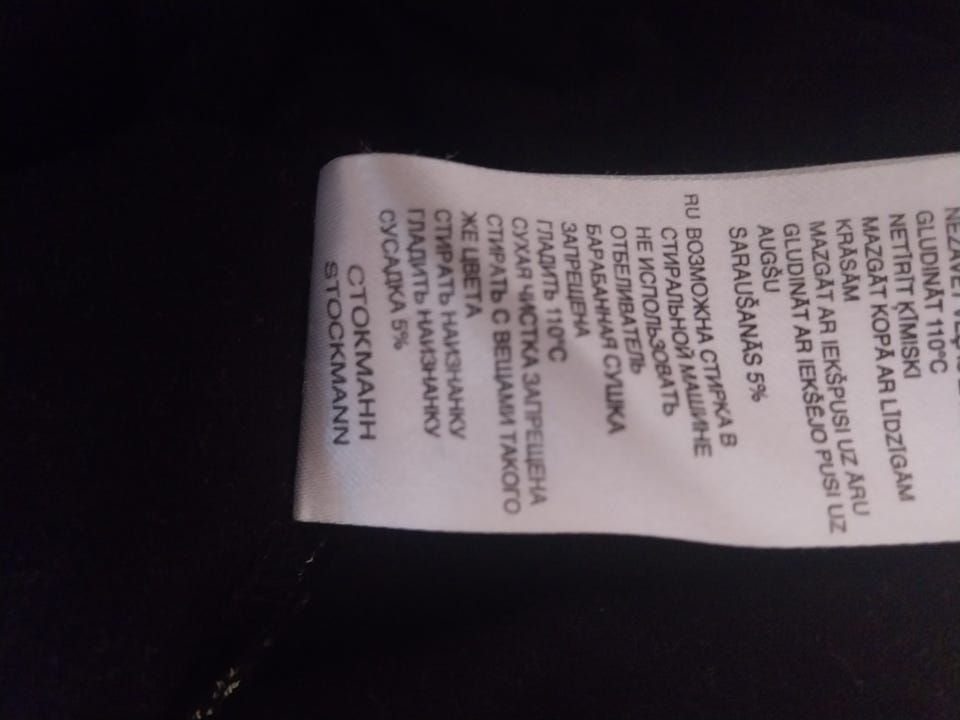 GLUDINĀT 110°C
NETĪRĪT ĶĪMISKI
MAZGĀT KOPĀ AR LĪDZĪGĀM
KRĀSĀM
MAZGĀT AR IEKŠPUSI UZ ĀRU
GLUDINĀT AR IEKŠĒJO PUSI UZ
AUGŠU
SARAUŠANĀS 5%
RU ВОЗМОЖНА СТИРКА В
СТИРАЛЬНОЙ МАШИНЕ
НЕ ИСПОЛЬЗОВАТЬ
ОТБЕЛИВАТЕЛЬ
БАРАБАННАЯ СУШКА
ЗАПРЕЩЕНА
ГЛАДИТЬ 110°C
СУХАЯ ЧИСТКА ЗАПРЕЩЕНА
СТИРАТЬ С ВЕЩАМИ ТАКОГО
ЖЕ ЦВЕТА
СТИРАТЬ НАИЗНАНКУ
ГЛАДИТЬ НАИЗНАНКУ
СУСАДКА 5%
СТОКМАНН
STOCKMANN